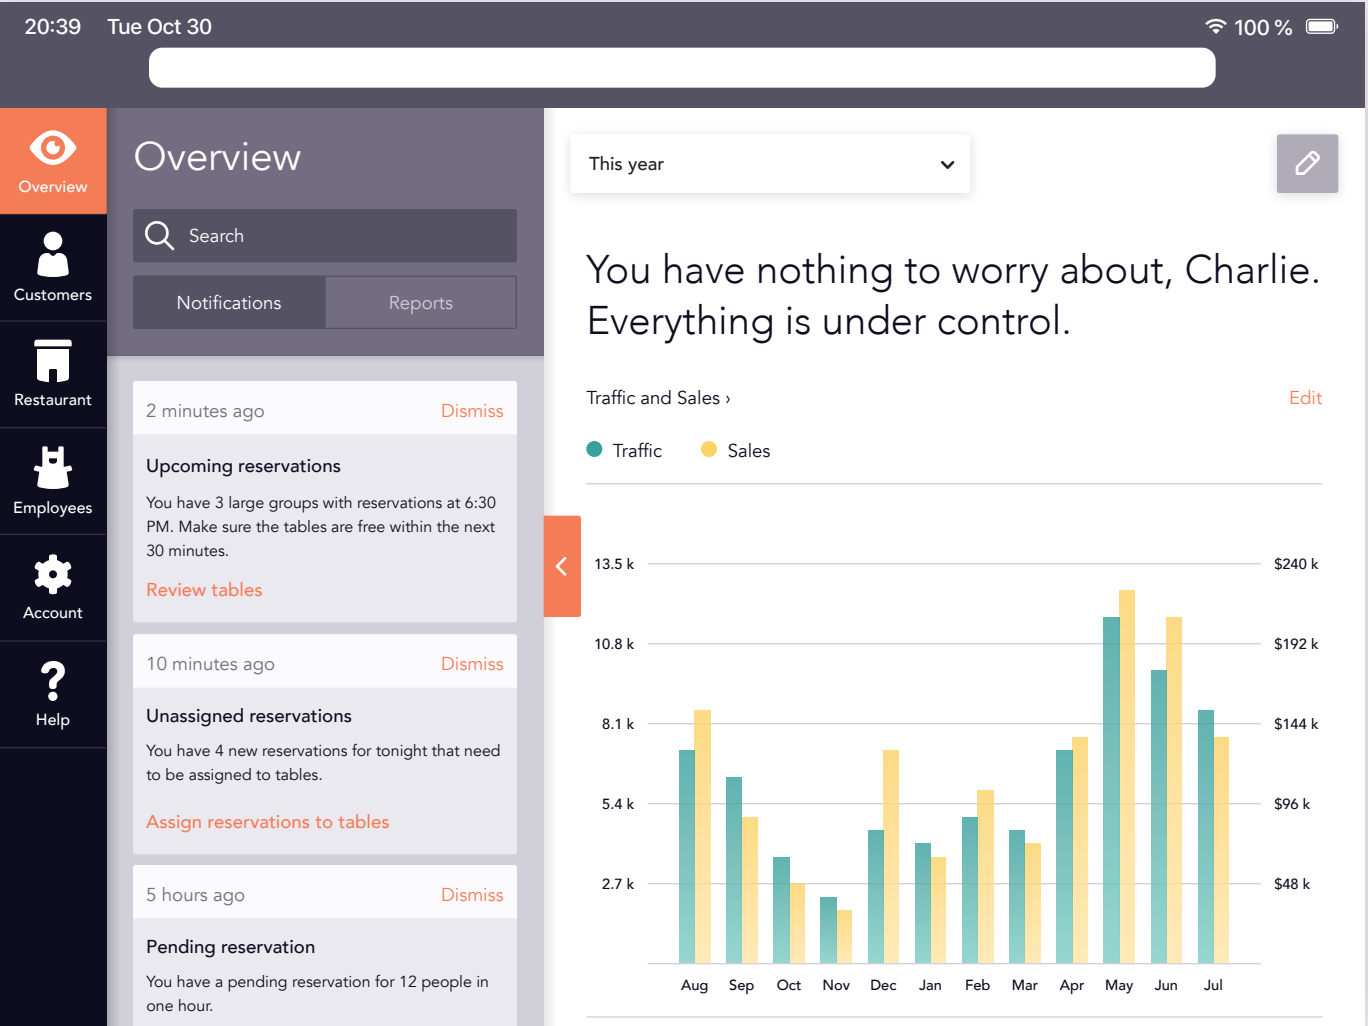 20:39 Tue Oct 30
100 %
Overview
Customers
Restaurant
Employees
Account
Help
Overview
Search
Notifications
Reports
2 minutes ago
Dismiss
Upcoming reservations
You have 3 large groups with reservations at 6:30
PM. Make sure the tables are free within the next
30 minutes.
Review tables
10 minutes ago
Dismiss
Unassigned reservations
You have 4 new reservations for tonight that need
to be assigned to tables.
Assign reservations to tables
5 hours ago
Dismiss
Pending reservation
You have a pending reservation for 12 people in
one hour.
This year
You have nothing to worry about, Charlie.
Everything is under control.
Traffic and Sales ›
Edit
Traffic
Sales
13.5 k
$240 k
10.8 k
$192 k
8.1 k
$144 k
5.4 k
$96 k
2.7 k
$48 k
Aug Sep Oct Nov Dec Jan Feb Mar Apr May Jun Jul